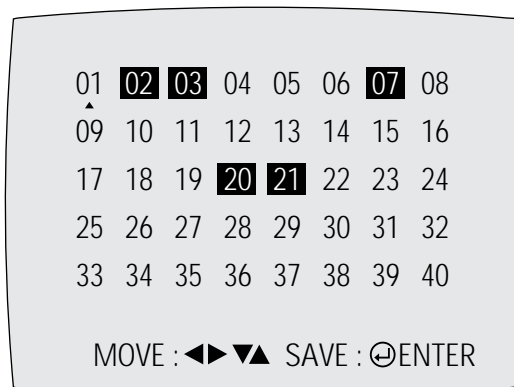 01 02 03 04 05 06 07 08
09 10 11 12 13 14 15 16
17 18 19 20 21 22 23 24
25 26 27 28 29 30 31 32
33 34 35 36 37 38 39 40
MOVE : ◀▶ ▼▲ SAVE : ⏎ENTER